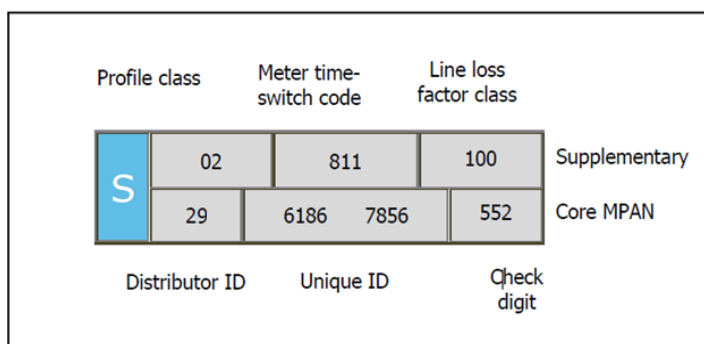 Profile class
Meter time-
switch code
Line loss
factor class
S
02
811
100
Supplementary
29
6186 7856
552
Core MPAN
Distributor ID
Unique ID
Check
digit